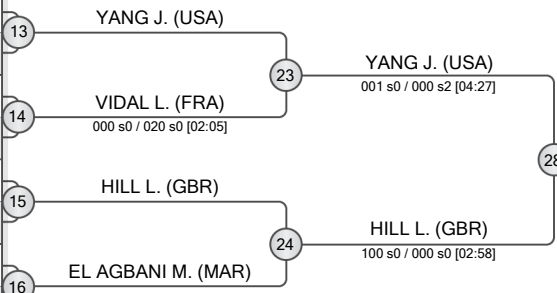 13
YANG J. (USA)
23
YANG J. (USA)
001 s0 / 000 s2 [04:27]
14
VIDAL L. (FRA)
000 s0 / 020 s0 [02:05]
28
15
HILL L. (GBR)
24
HILL L. (GBR)
100 s0 / 000 s0 [02:58]
16
EL AGBANI M. (MAR)